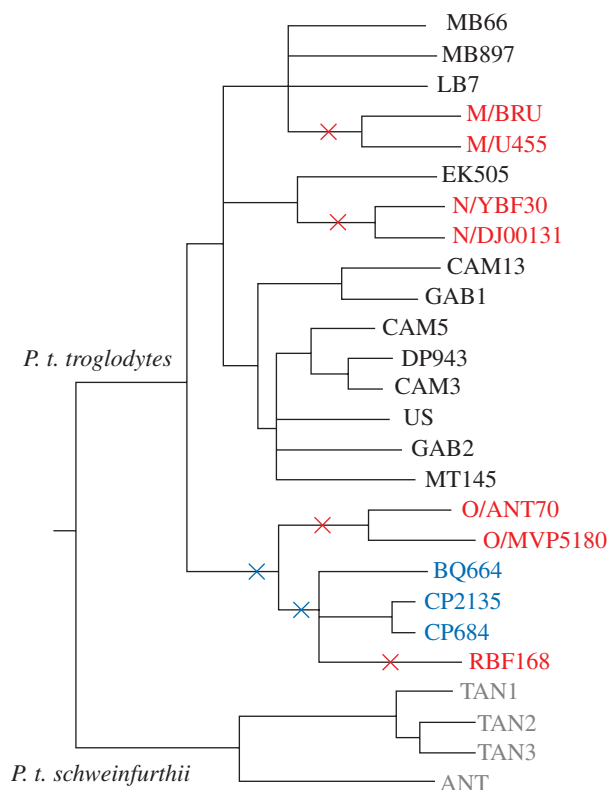 MB66
MB897
LB7
M/BRU
M/U455
EK505
N/YBF30
N/DJ00131
CAM13
GAB1
CAM5
P. t. troglodytes
DP943
CAM3
US
GAB2
MT145
O/ANT70
O/MVP5180
BQ664
CP2135
CP684
RBF168
TAN1
TAN2
TAN3
P. t. schweinfurthii
ANT